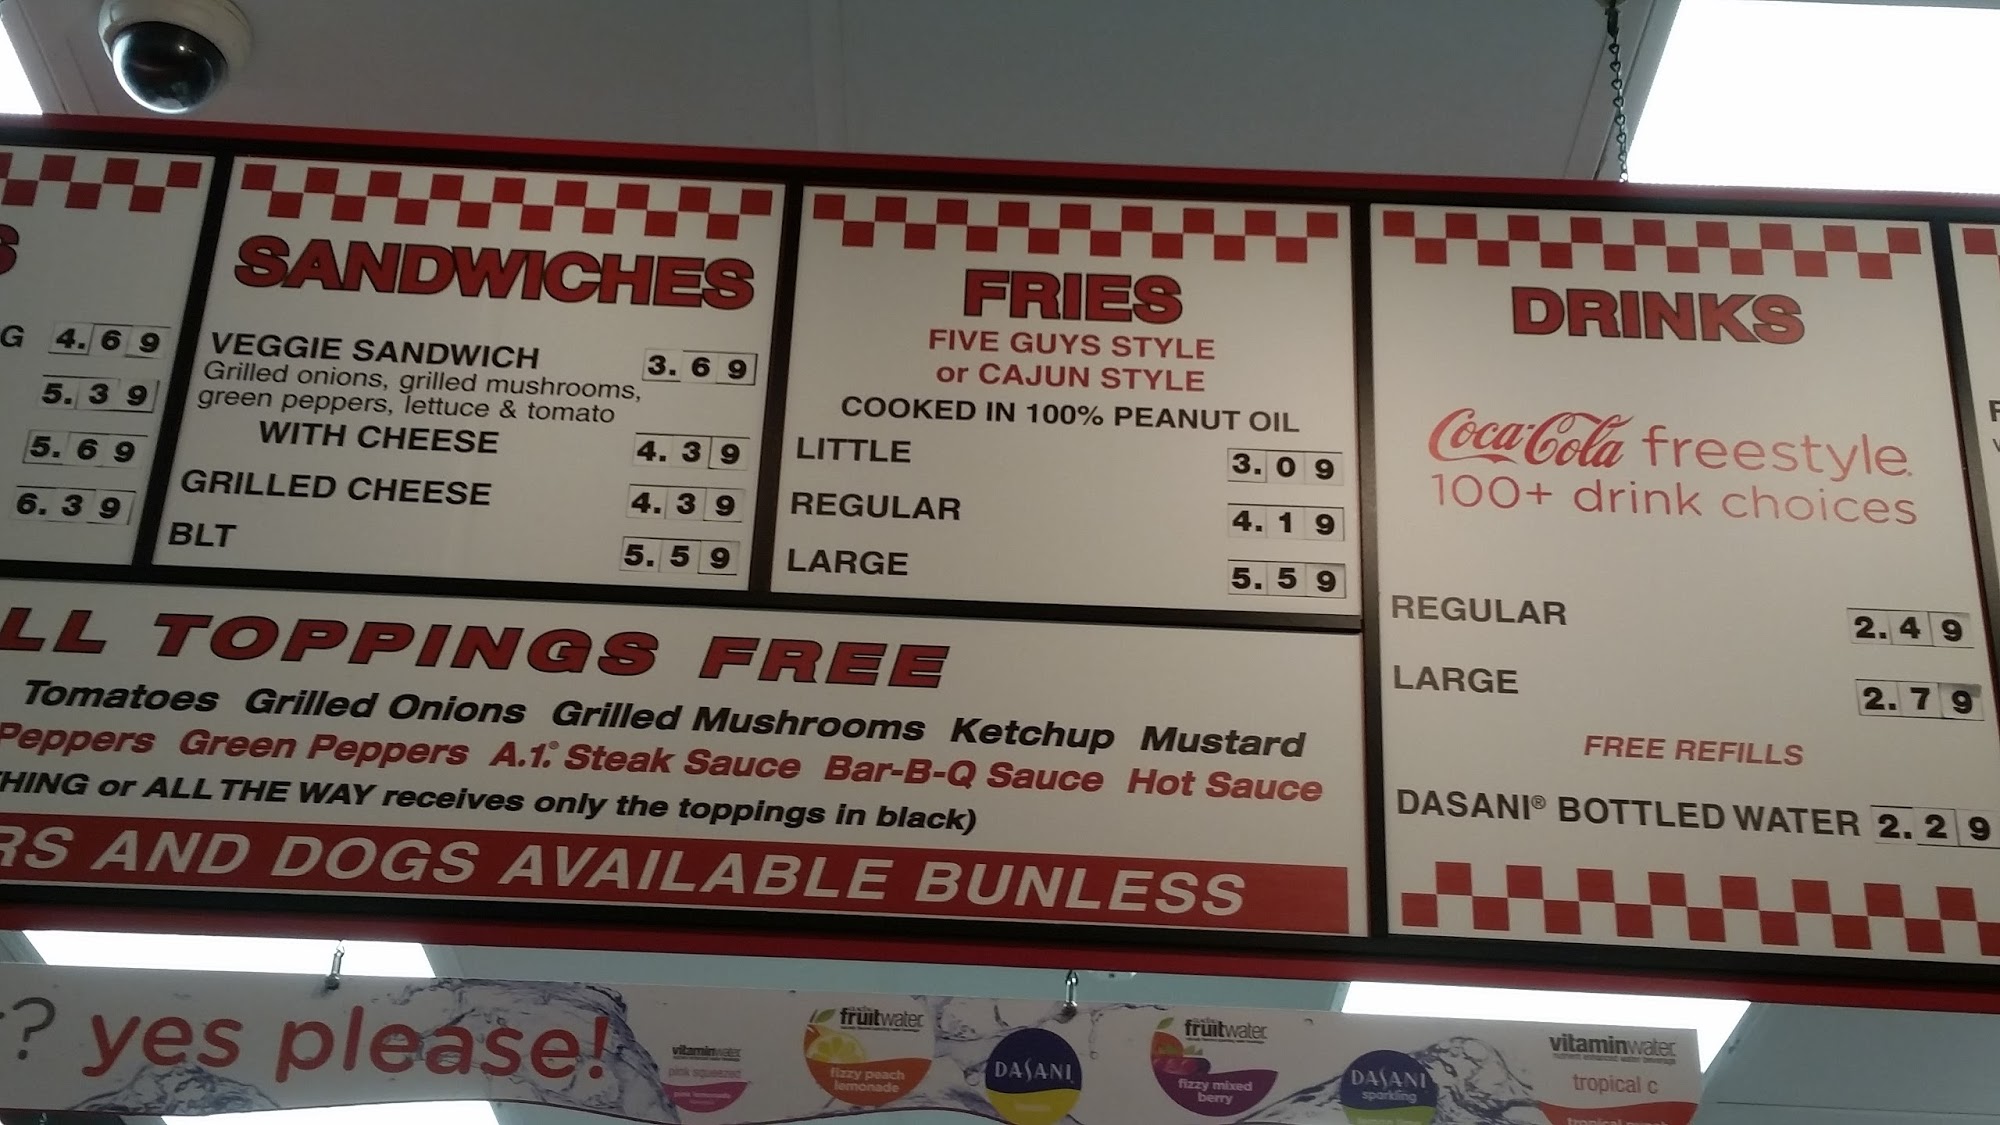 S
G 4.69
5.39
5.69
6.39
SANDWICHES
VEGGIE SANDWICH 3.69
Grilled onions, grilled mushrooms,
green peppers, lettuce & tomato
WITH CHEESE 4.39
GRILLED CHEESE 4.39
BLT 5.59
FRIES
FIVE GUYS STYLE
or CAJUN STYLE
COOKED IN 100% PEANUT OIL
LITTLE 3.09
REGULAR 4.19
LARGE 5.59
DRINKS
Coca-Cola freestyle
100+ drink choices
REGULAR 2.49
LARGE 2.79
FREE REFILLS
DASANI® BOTTLED WATER 2.29
LL TOPPINGS FREE
Tomatoes Grilled Onions Grilled Mushrooms Ketchup Mustard
Peppers Green Peppers A.1.® Steak Sauce Bar-B-Q Sauce Hot Sauce
THING or ALL THE WAY receives only the toppings in black)
RS AND DOGS AVAILABLE BUNLESS
? yes please!
vitaminwater
pink squeezed
pink lemonade
fruitwater
fizzy peach
lemonade
DASANI
fruitwater
fizzy mixed
berry
DASANI
sparkling
vitaminwater
tropical c